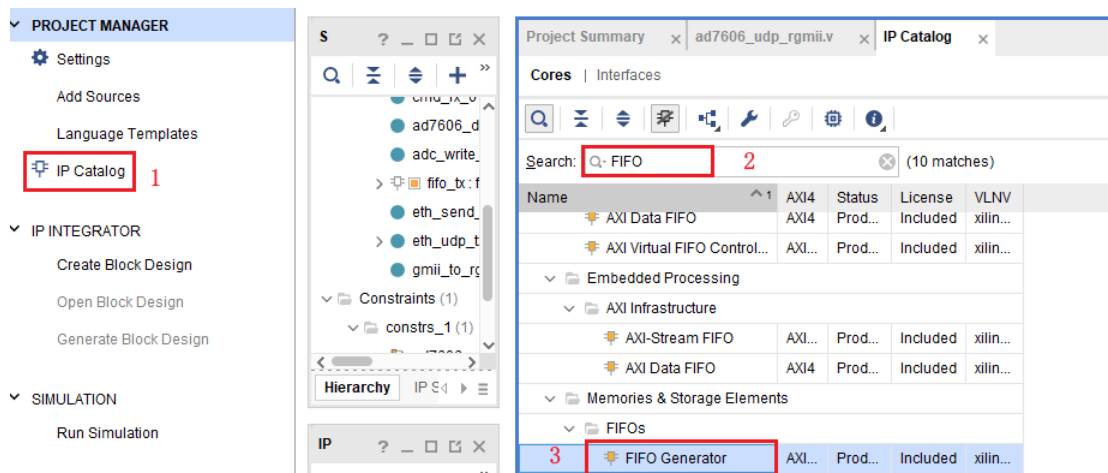 PROJECT MANAGER
Settings
Add Sources
Language Templates
IP Catalog
1
IP INTEGRATOR
Create Block Design
Open Block Design
Generate Block Design
SIMULATION
Run Simulation
S
ad7606_d
adc_write_
fifo_tx : f
eth_send_
eth_udp_t
gmii_to_rg
Constraints (1)
constrs_1 (1)
Hierarchy IP S
IP
Project Summary ad7606_udp_rgmii.v IP Catalog
Cores | Interfaces
Search: FIFO 2 (10 matches)
Name 1 AXI4 Status License VLNV
AXI Data FIFO AXI4 Prod... Included xilin...
AXI Virtual FIFO Control... AXI... Prod... Included xilin...
Embedded Processing
AXI Infrastructure
AXI-Stream FIFO AXI... Prod... Included xilin...
AXI Data FIFO AXI4 Prod... Included xilin...
Memories & Storage Elements
FIFOs
3 FIFO Generator AXI... Prod... Included xilin...